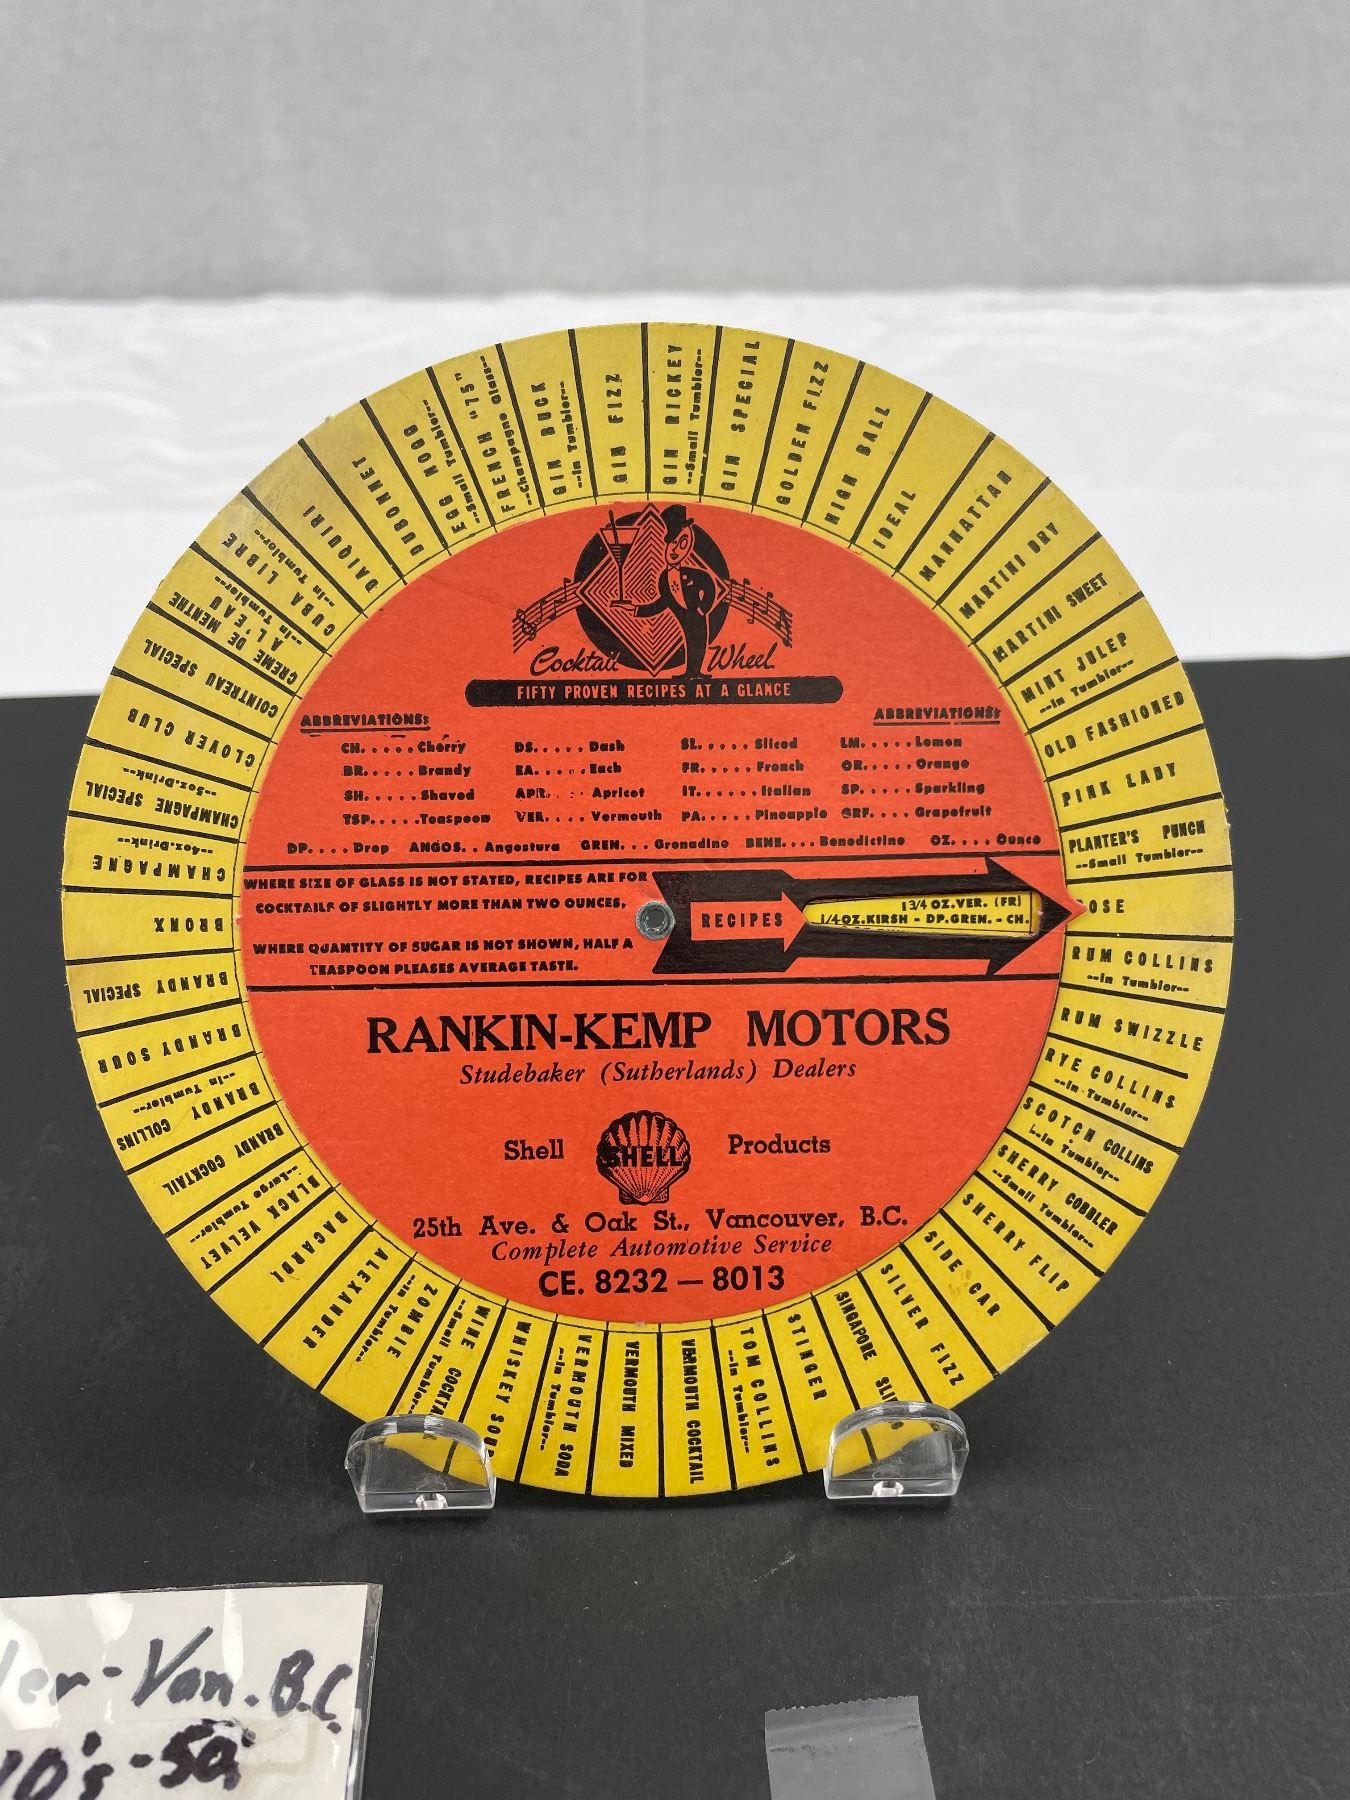 Cocktail Wheel
FIFTY PROVEN RECIPES AT A GLANCE
ABBREVIATIONS: ABBREVIATIONS:
CH.....Cherry DS.....Dash SL.....Sliced LM.....Lemon
BR.....Brandy EA.....Each FR.....French OR.....Orange
SH.....Shaved APR.....Apricot IT......Italian SP.....Sparkling
TSP.....Teaspoon VER.....Vermouth PA.....Pineapple GRF....Grapefruit
DP....Drop ANGOS..Angostura GREN...Grenadine BENE....Benedictine OZ....Ounce
WHERE SIZE OF GLASS IS NOT STATED, RECIPES ARE FOR
COCKTAILS OF SLIGHTLY MORE THAN TWO OUNCES,
WHERE QUANTITY OF SUGAR IS NOT SHOWN, HALF A
TEASPOON PLEASES AVERAGE TASTE.
RECIPES
1 3/4 OZ.VER. (FR)
1/4 OZ.KIRSH - DP.GREN. - CH.
RANKIN-KEMP MOTORS
Studebaker (Sutherlands) Dealers
Shell SHELL Products
25th Ave. & Oak St., Vancouver, B.C.
Complete Automotive Service
CE. 8232 — 8013
ALEXANDER
BACARDI
BLACK VELVET
--Large Tumbler--
BRANDY COCKTAIL
BRANDY COLLINS
--In Tumbler--
BRANDY SOUR
BRANDY SPECIAL
BRONX
CHAMPAGNE
--4oz.Drink--
CHAMPAGNE SPECIAL
--5oz.Drink--
CLOVER CLUB
COINTREAU SPECIAL
CREME DE MENTHE
A L'EAU
--In Tumbler--
CUBA LIBRE
--In Tumbler--
DAIQUIRI
DUBONNET
EGG NOGG
--Small Tumbler--
FRENCH "75"
--Champagne Glass--
GIN BUCK
--In Tumbler--
GIN FIZZ
GIN RICKEY
--Small Tumbler--
GIN SPECIAL
GOLDEN FIZZ
HIGH BALL
IDEAL
MANHATTAN
MARTINI DRY
MARTINI SWEET
MINT JULEP
--In Tumbler--
OLD FASHIONED
PINK LADY
PLANTER'S PUNCH
--Small Tumbler--
OSE
RUM COLLINS
--In Tumbler--
RUM SWIZZLE
RYE COLLINS
--In Tumbler--
SCOTCH COLLINS
--In Tumbler--
SHERRY COBBLER
--Small Tumbler--
SHERRY FLIP
SIDE CAR
SILVER FIZZ
SINGAPORE
STINGER
TOM COLLINS
--In Tumbler--
VERMOUTH COCKTAIL
VERMOUTH MIXED
VERMOUTH SODA
--In Tumbler--
WHISKEY SOUR
WINE COCKTA
--Small Tumbler--
ZOMBIE
--In Tumbler--
ler-Van. B.C